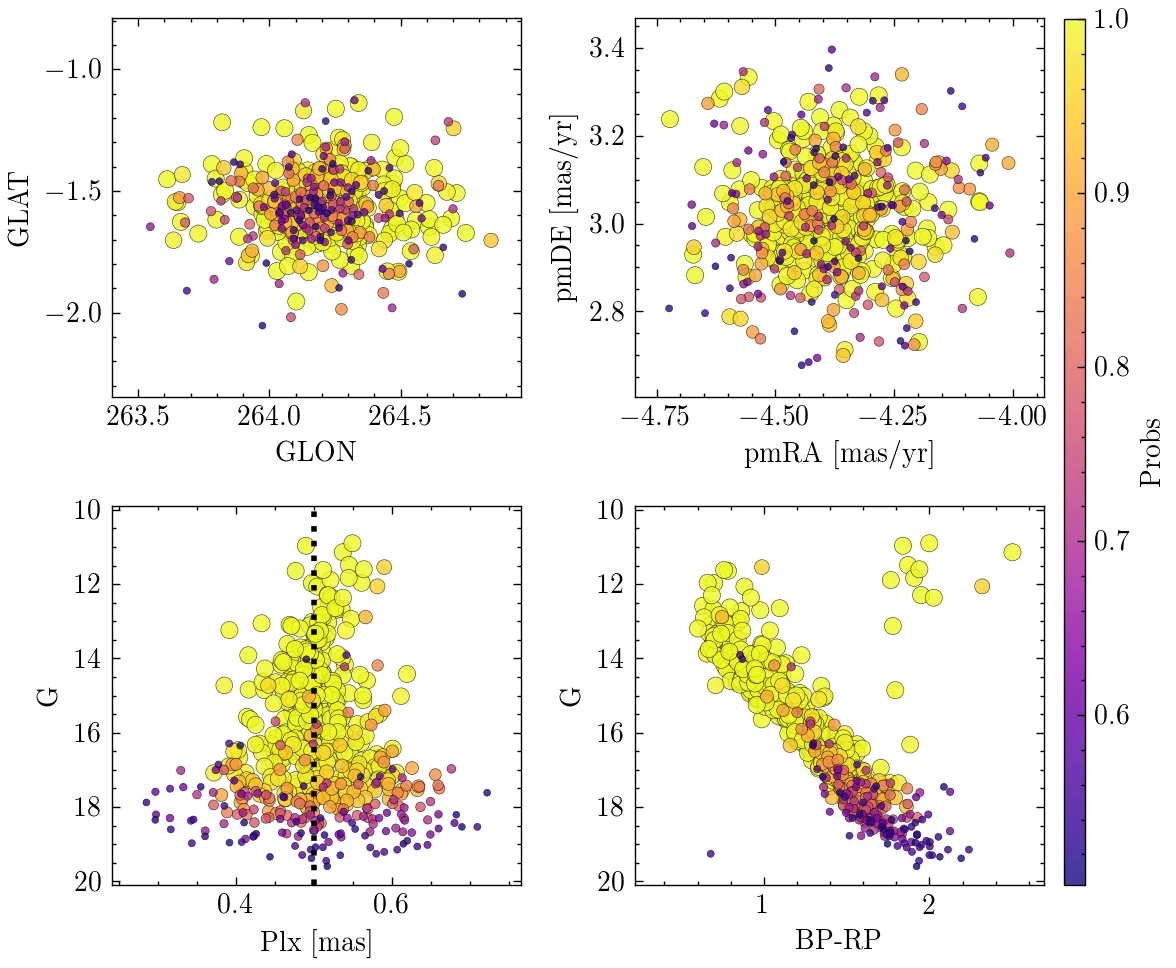 −1.0
−1.5
−2.0
GLAT
263.5 264.0 264.5
GLON
3.4
3.2
3.0
2.8
pmDE [mas/yr]
−4.75 −4.50 −4.25 −4.00
pmRA [mas/yr]
10
12
14
16
18
20
G
0.4 0.6
Plx [mas]
10
12
14
16
18
20
G
1 2
BP-RP
1.0
0.9
0.8
0.7
0.6
Probs